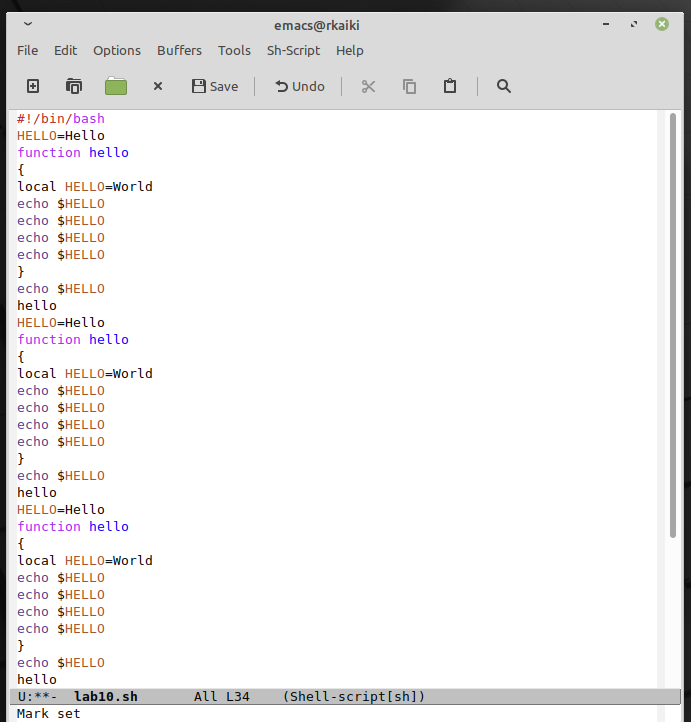 emacs@rkaiki
File Edit Options Buffers Tools Sh-Script Help
Save Undo
#!/bin/bash
HELLO=Hello
function hello
{
local HELLO=World
echo $HELLO
echo $HELLO
echo $HELLO
echo $HELLO
}
echo $HELLO
hello
HELLO=Hello
function hello
{
local HELLO=World
echo $HELLO
echo $HELLO
echo $HELLO
echo $HELLO
}
echo $HELLO
hello
HELLO=Hello
function hello
{
local HELLO=World
echo $HELLO
echo $HELLO
echo $HELLO
echo $HELLO
}
echo $HELLO
hello
U:**- lab10.sh All L34 (Shell-script[sh])
Mark set